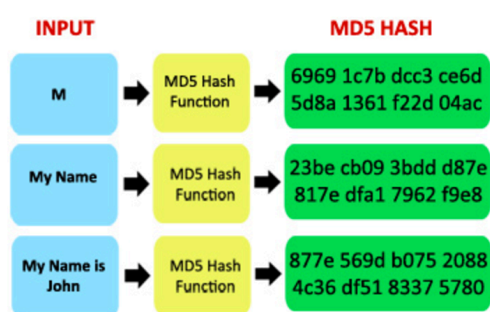 INPUT
MD5 HASH
M
MD5 Hash
Function
6969 1c7b dcc3 ce6d
5d8a 1361 f22d 04ac
My Name
MD5 Hash
Function
23be cb09 3bdd d87e
817e dfa1 7962 f9e8
My Name is
John
MD5 Hash
Function
877e 569d b075 2088
4c36 df51 8337 5780